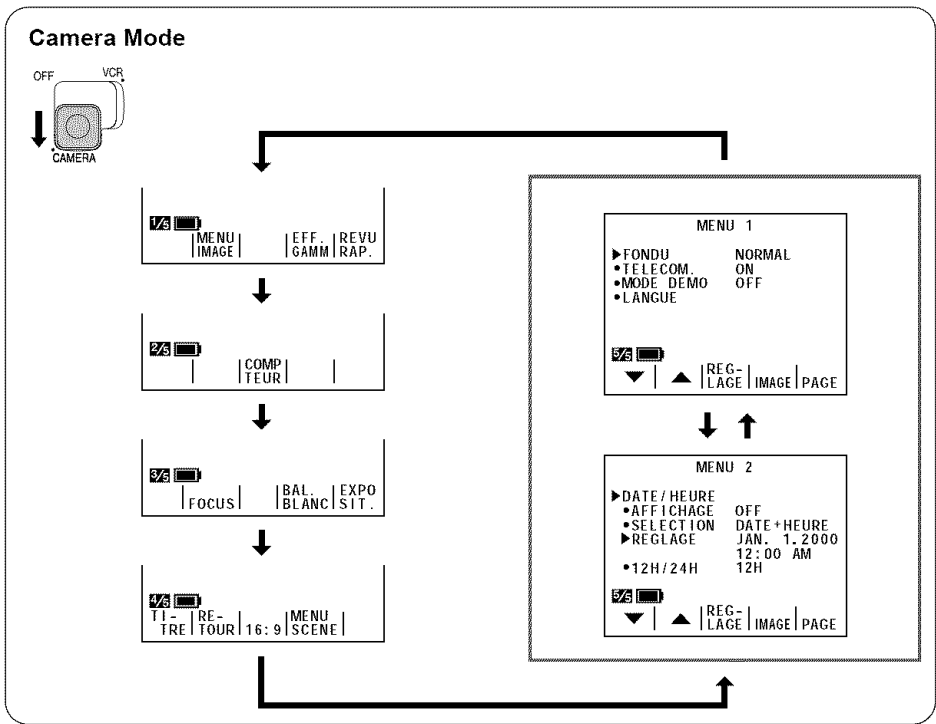 Camera Mode
OFF VCR
CAMERA
1/5
MENU EFF. REVU
IMAGE GAMM RAP.
2/5
COMP
TEUR
3/5
BAL. EXPO
FOCUS BLANC SIT.
4/5
TI- RE- MENU
TRE TOUR 16:9 SCENE
MENU 1
▶FONDU NORMAL
•TELECOM. ON
•MODE DEMO OFF
•LANGUE
5/5
▼ ▲ REG-
LAGE IMAGE PAGE
MENU 2
▶DATE/HEURE
•AFFICHAGE OFF
•SELECTION DATE+HEURE
▶REGLAGE JAN. 1.2000
12:00 AM
•12H/24H 12H
5/5
▼ ▲ REG-
LAGE IMAGE PAGE